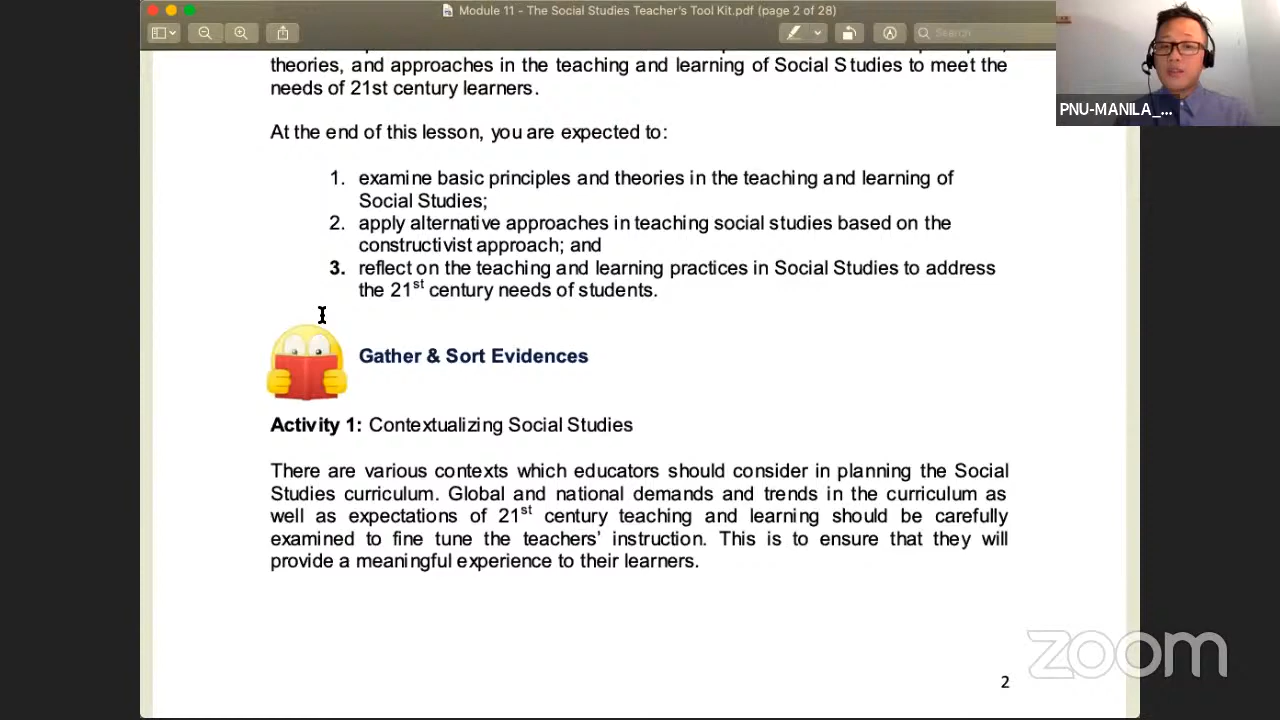 Module 11 - The Social Studies Teacher's Tool Kit.pdf (page 2 of 28)
Search
PNU-MANILA_...
theories, and approaches in the teaching and learning of Social Studies to meet the
needs of 21st century learners.
At the end of this lesson, you are expected to:
1. examine basic principles and theories in the teaching and learning of
Social Studies;
2. apply alternative approaches in teaching social studies based on the
constructivist approach; and
3. reflect on the teaching and learning practices in Social Studies to address
the 21st century needs of students.
Gather & Sort Evidences
Activity 1: Contextualizing Social Studies
There are various contexts which educators should consider in planning the Social
Studies curriculum. Global and national demands and trends in the curriculum as
well as expectations of 21st century teaching and learning should be carefully
examined to fine tune the teachers' instruction. This is to ensure that they will
provide a meaningful experience to their learners.
zoom
2